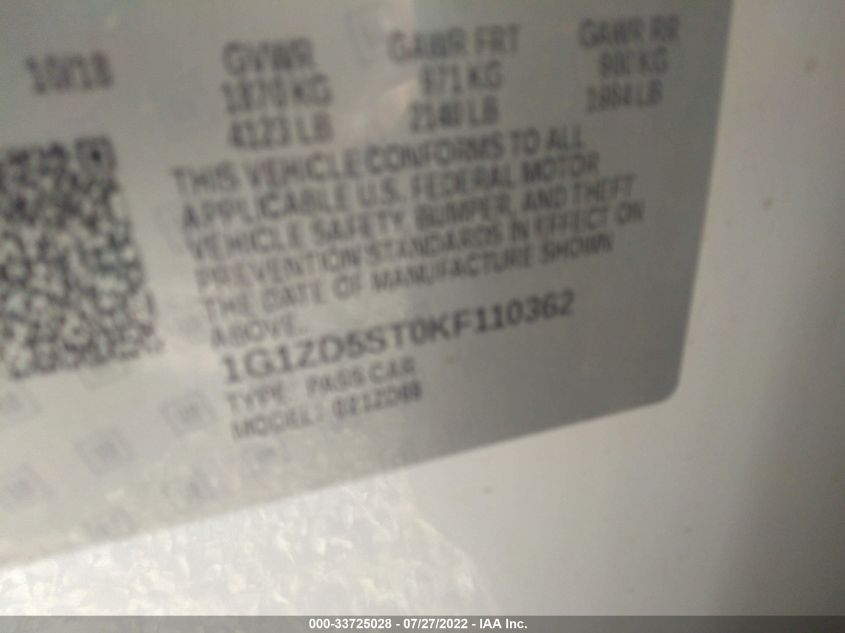 10/18 GVWR GAWR FRT GAWR RR
1870 KG 971 KG 900 KG
4123 LB 2140 LB 1984 LB
THIS VEHICLE CONFORMS TO ALL
APPLICABLE U.S. FEDERAL MOTOR
VEHICLE SAFETY, BUMPER, AND THEFT
PREVENTION STANDARDS IN EFFECT ON
THE DATE OF MANUFACTURE SHOWN
ABOVE.
1G1ZD5ST0KF110362
TYPE: PASS CAR
MODEL:
000-33725028 - 07/27/2022 - IAA Inc.